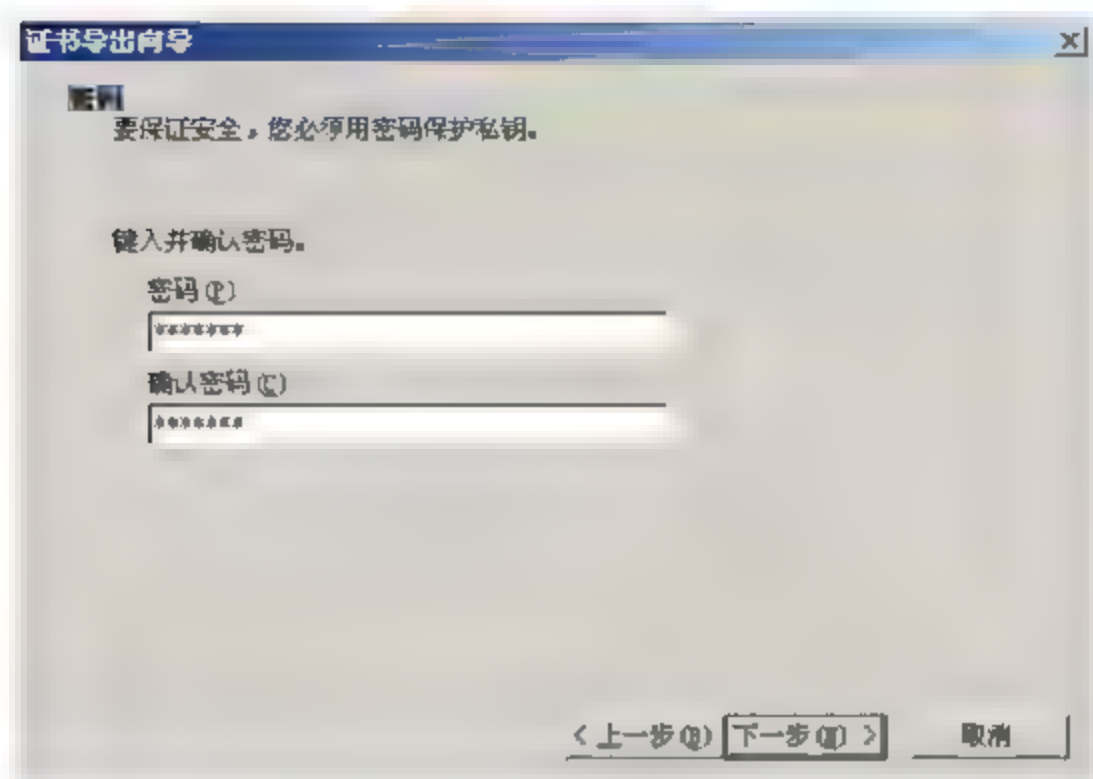 证书导出向导
密码
要保证安全，您必须用密码保护私钥。
键入并确认密码。
密码(P)
*******
确认密码(C)
*******
< 上一步(B) 下一步(N) > 取消